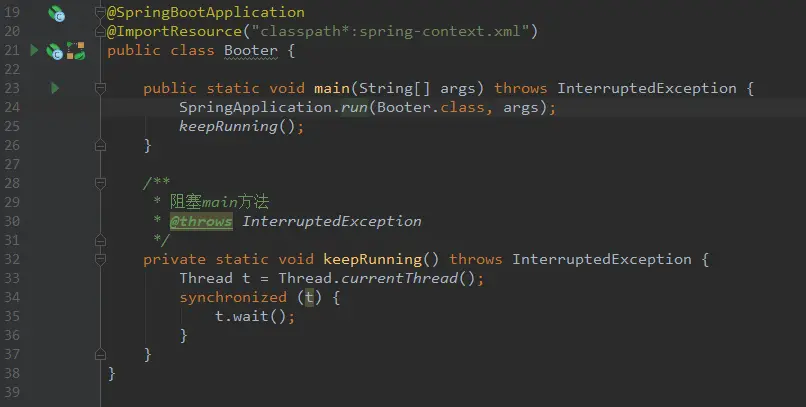 19 @SpringBootApplication
20 @ImportResource("classpath*:spring-context.xml")
21 public class Booter {
22
23     public static void main(String[] args) throws InterruptedException {
24         SpringApplication.run(Booter.class, args);
25         keepRunning();
26     }
27
28     /**
29      * 阻塞main方法
30      * @throws InterruptedException
31      */
32     private static void keepRunning() throws InterruptedException {
33         Thread t = Thread.currentThread();
34         synchronized (t) {
35             t.wait();
36         }
37     }
38 }
39